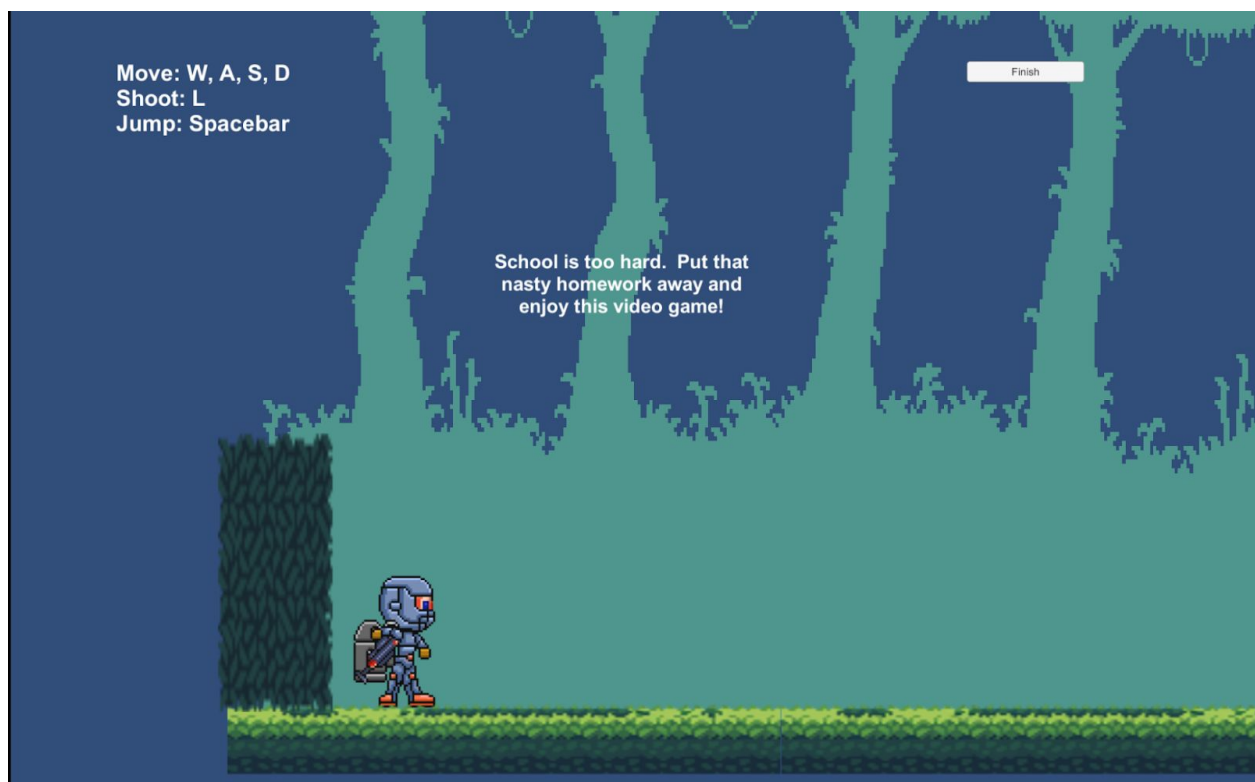 Move: W, A, S, D
Shoot: L
Jump: Spacebar
Finish
School is too hard.  Put that
nasty homework away and
enjoy this video game!